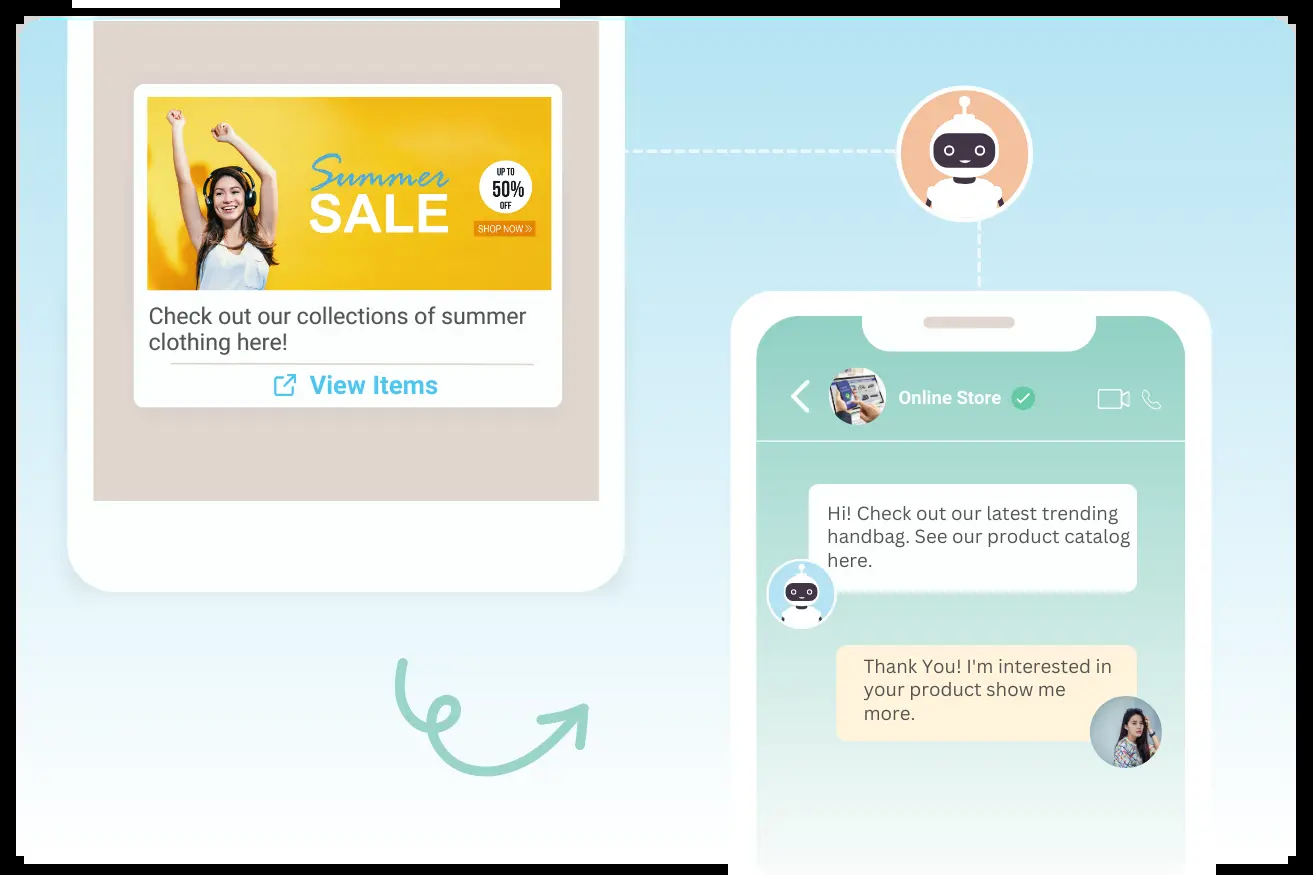 Summer
SALE
UP TO
50%
OFF
SHOP NOW »
Check out our collections of summer
clothing here!
View Items
Online Store
Hi! Check out our latest trending
handbag. See our product catalog
here.
Thank You! I'm interested in
your product show me
more.